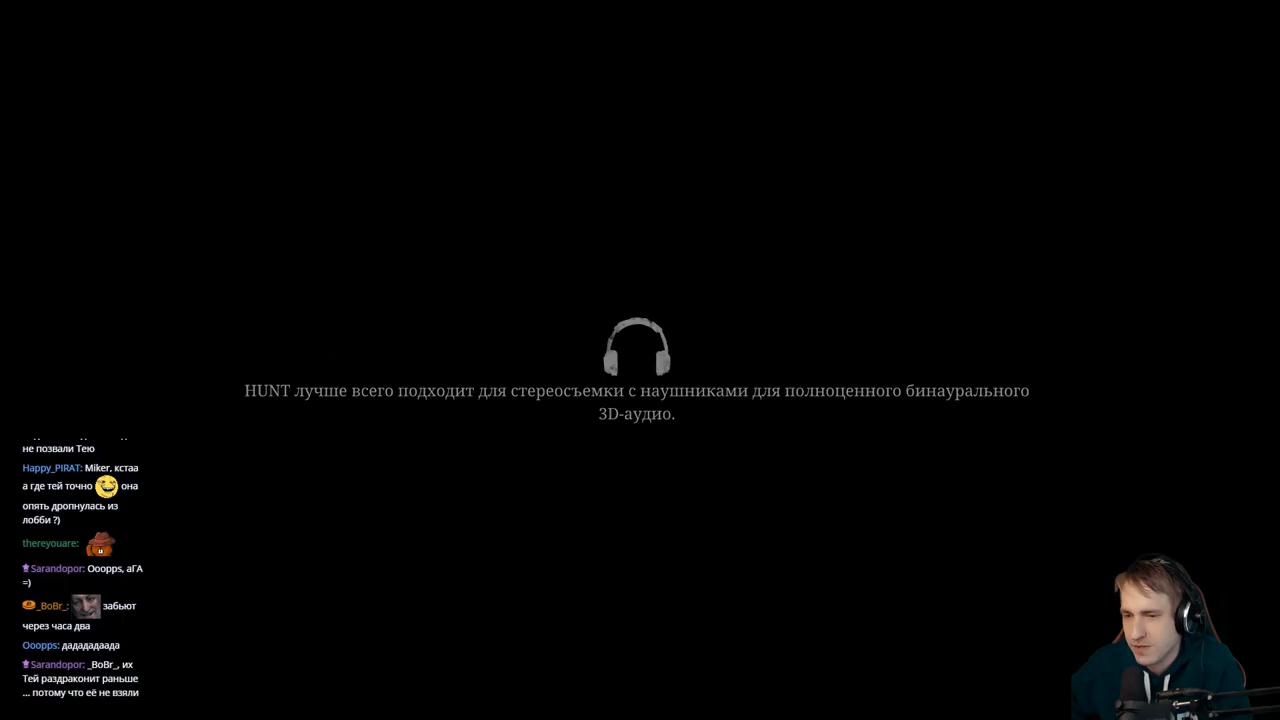 HUNT лучше всего подходит для стереосъемки с наушниками для полноценного бинаурального
3D-аудио.
не позвали Тею
Happy_PIRAT: Miker, кстаа
а где тей точно она
опять дропнулась из
лобби ?)
thereyouare:
Sarandopor: Ooopps, аГА
=)
_BoBr_: забьют
через часа два
Ooopps: дадададаада
Sarandopor: _BoBr_, их
Тей раздраконит раньше
... потому что её не взяли